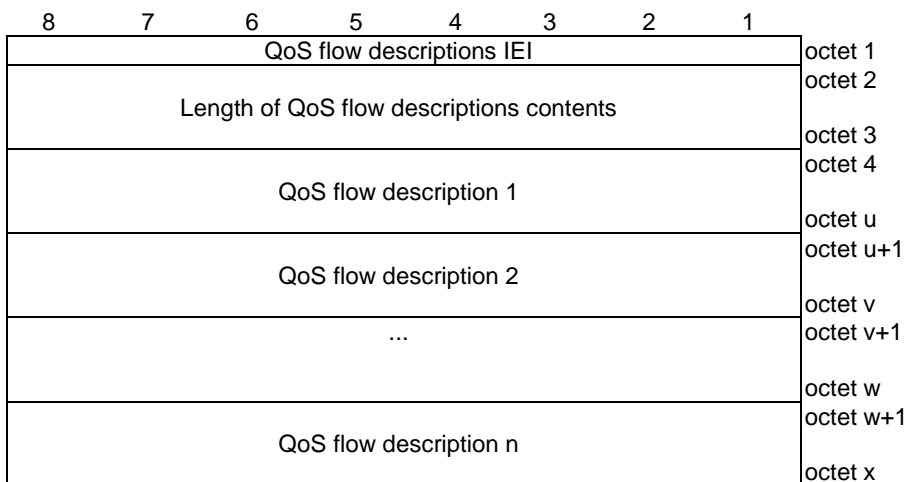 8 7 6 5 4 3 2 1
QoS flow descriptions IEI octet 1
octet 2
Length of QoS flow descriptions contents
octet 3
octet 4
QoS flow description 1
octet u
octet u+1
QoS flow description 2
octet v
... octet v+1
octet w
octet w+1
QoS flow description n
octet x